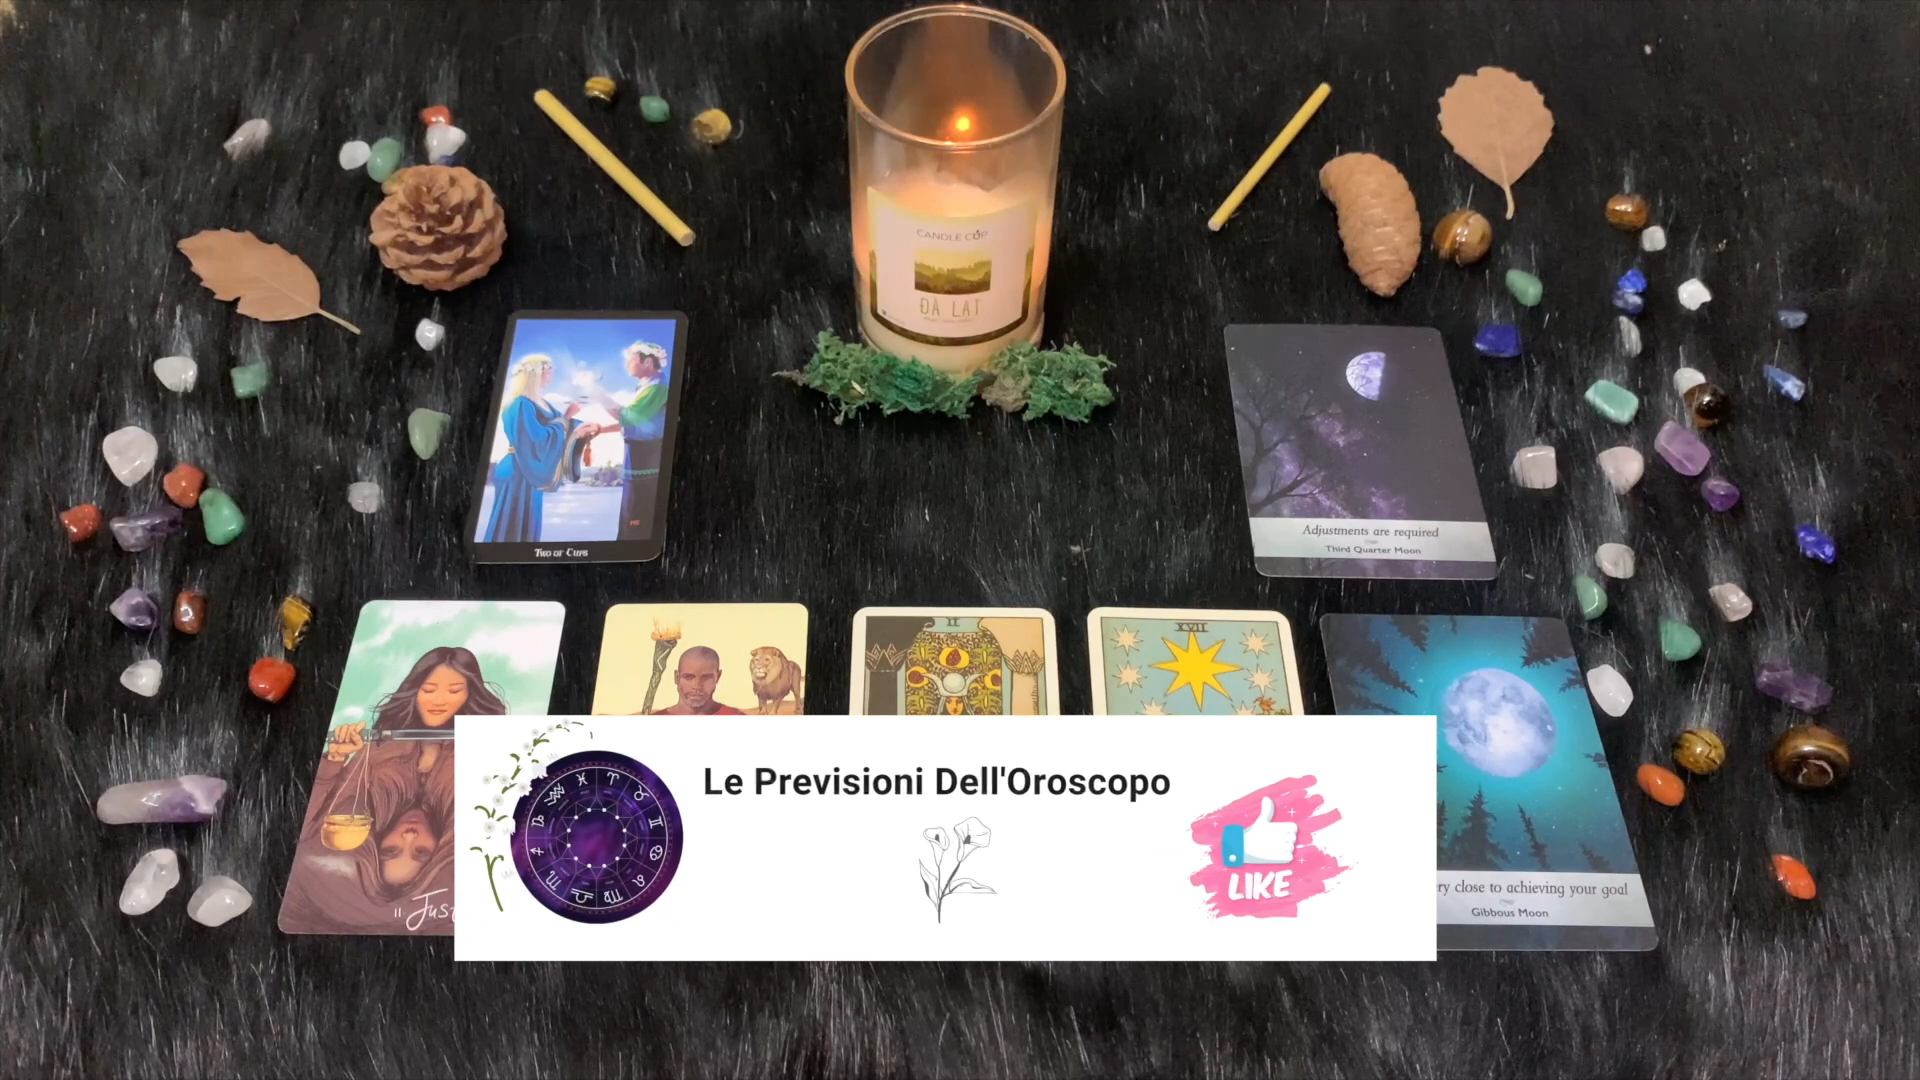 CANDLE CUP
ĐÀ LẠT
Two of Cups
Adjustments are required
Third Quarter Moon
II
XVII
Le Previsioni Dell'Oroscopo
LIKE
11
close to achieving your goal
Gibbous Moon